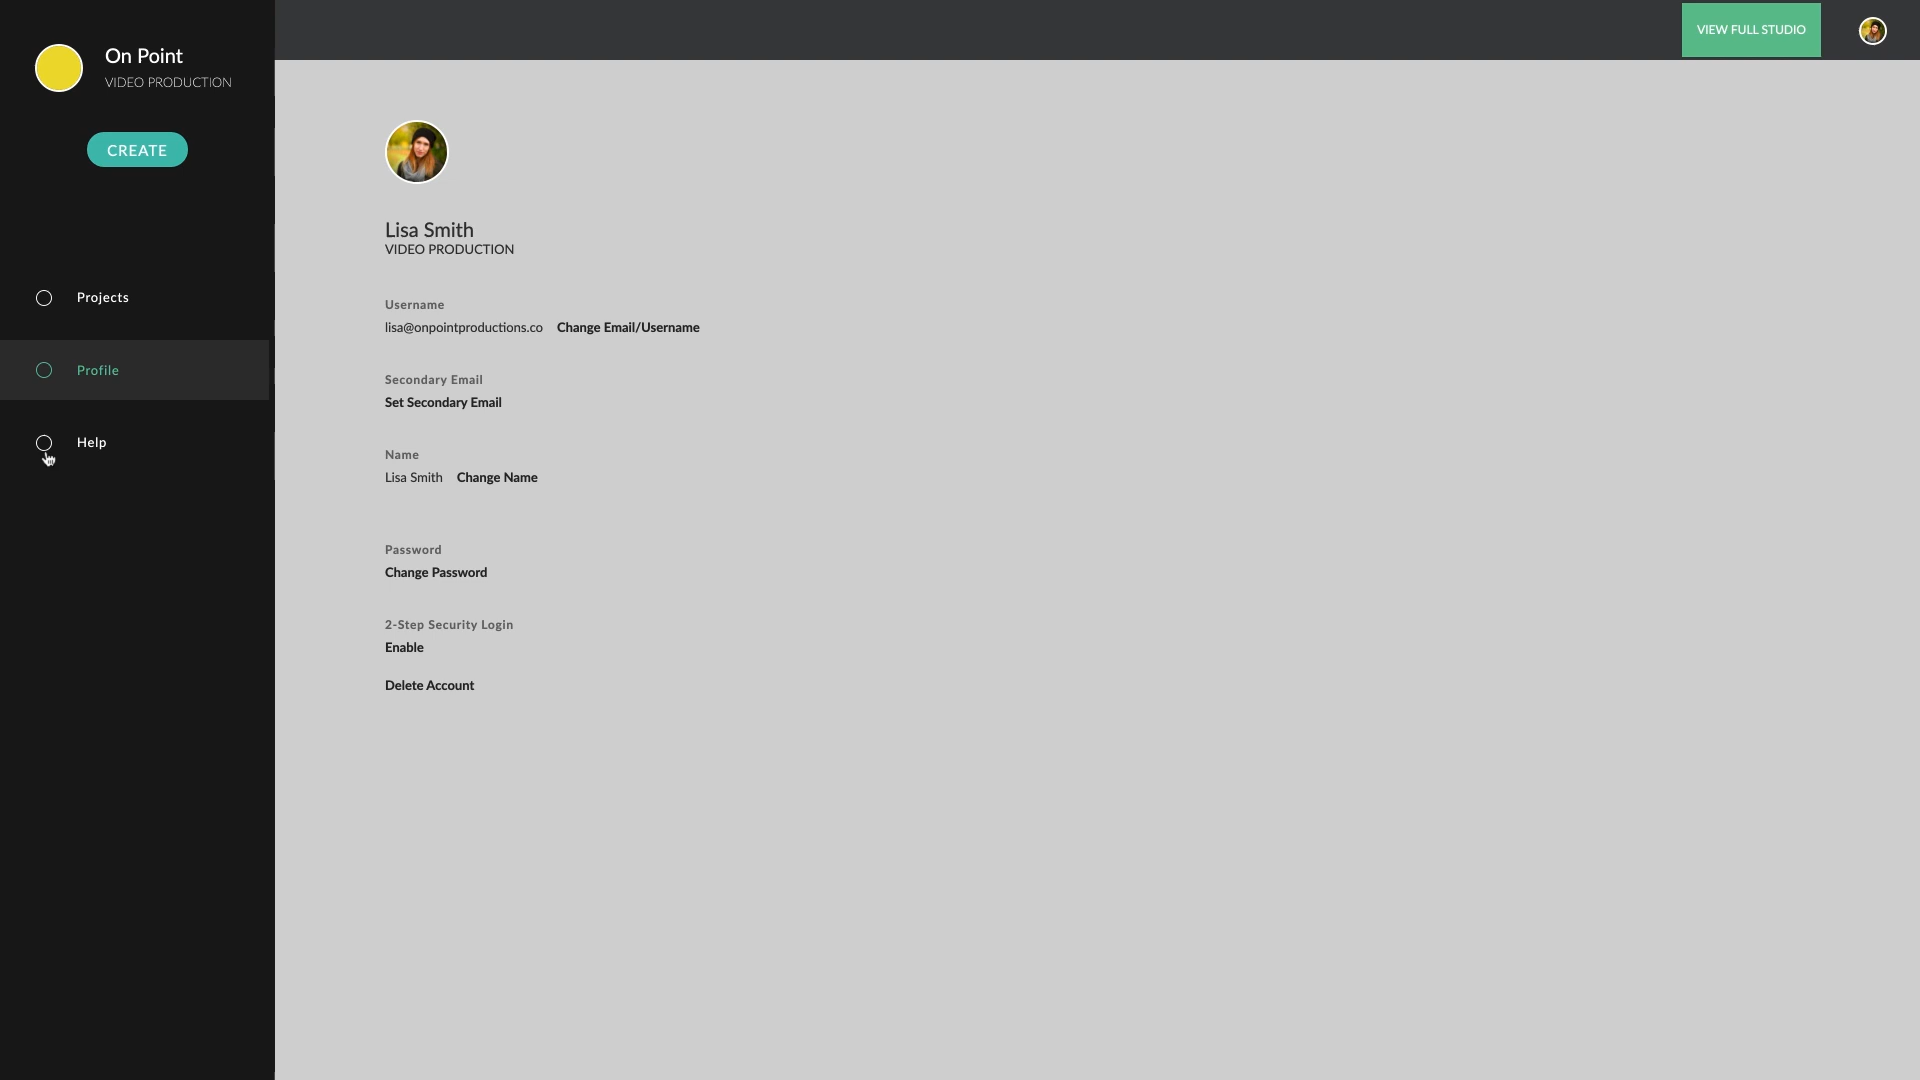 On Point
VIDEO PRODUCTION
CREATE
Projects
Profile
Help
VIEW FULL STUDIO
Lisa Smith
VIDEO PRODUCTION
Username
lisa@onpointproductions.co Change Email/Username
Secondary Email
Set Secondary Email
Name
Lisa Smith Change Name
Password
Change Password
2-Step Security Login
Enable
Delete Account